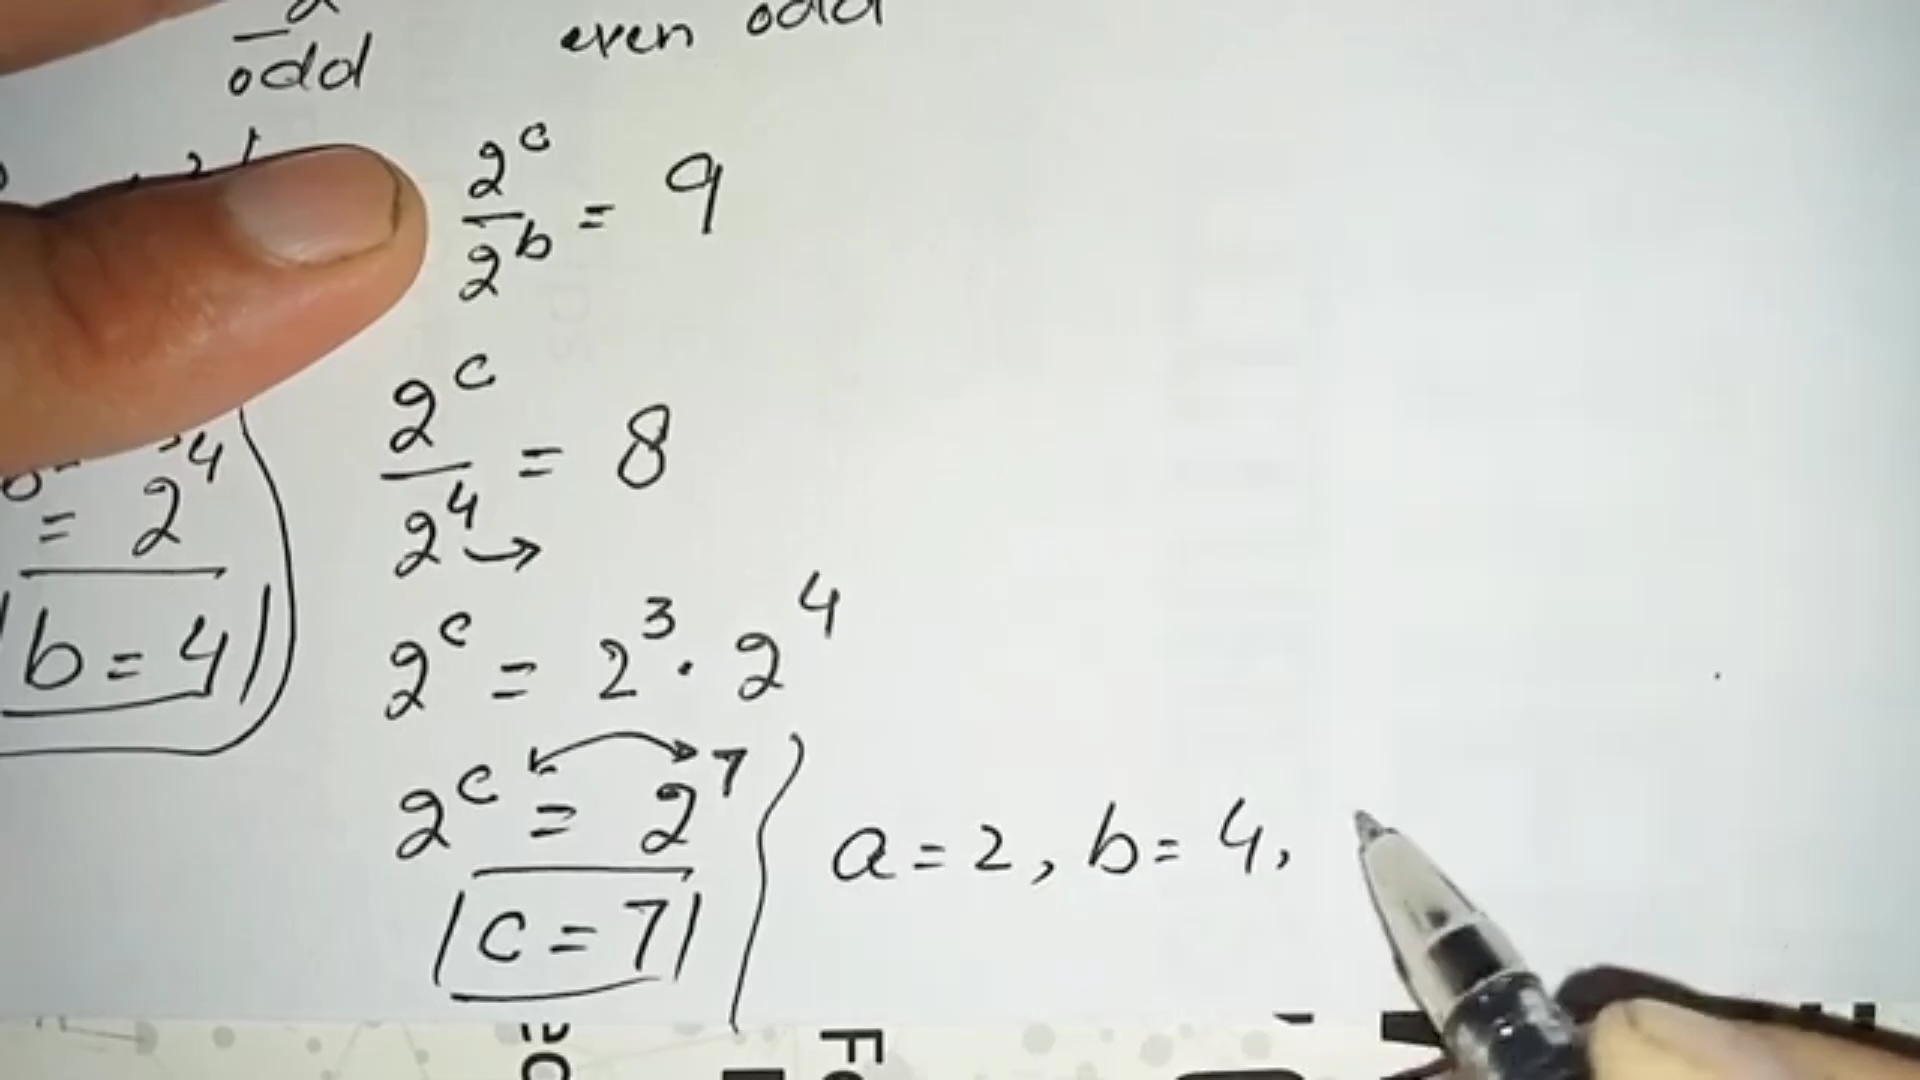 odd
even odd
2^c / 2^b = 9
2^c / 2^4 = 8
= 2^4
b = 4
2^c = 2^3 · 2^4
2^c = 2^7
c = 7
a = 2, b = 4,